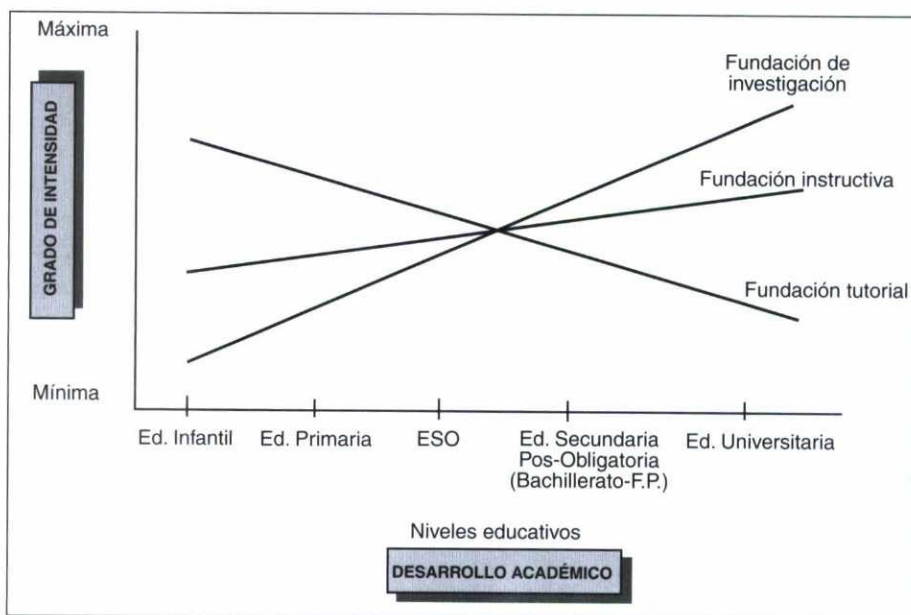 Máxima
GRADO DE INTENSIDAD
Mínima
Fundación de
investigación
Fundación instructiva
Fundación tutorial
Ed. Infantil
Ed. Primaria
ESO
Ed. Secundaria
Pos-Obligatoria
(Bachillerato-F.P.)
Ed. Universitaria
Niveles educativos
DESARROLLO ACADÉMICO